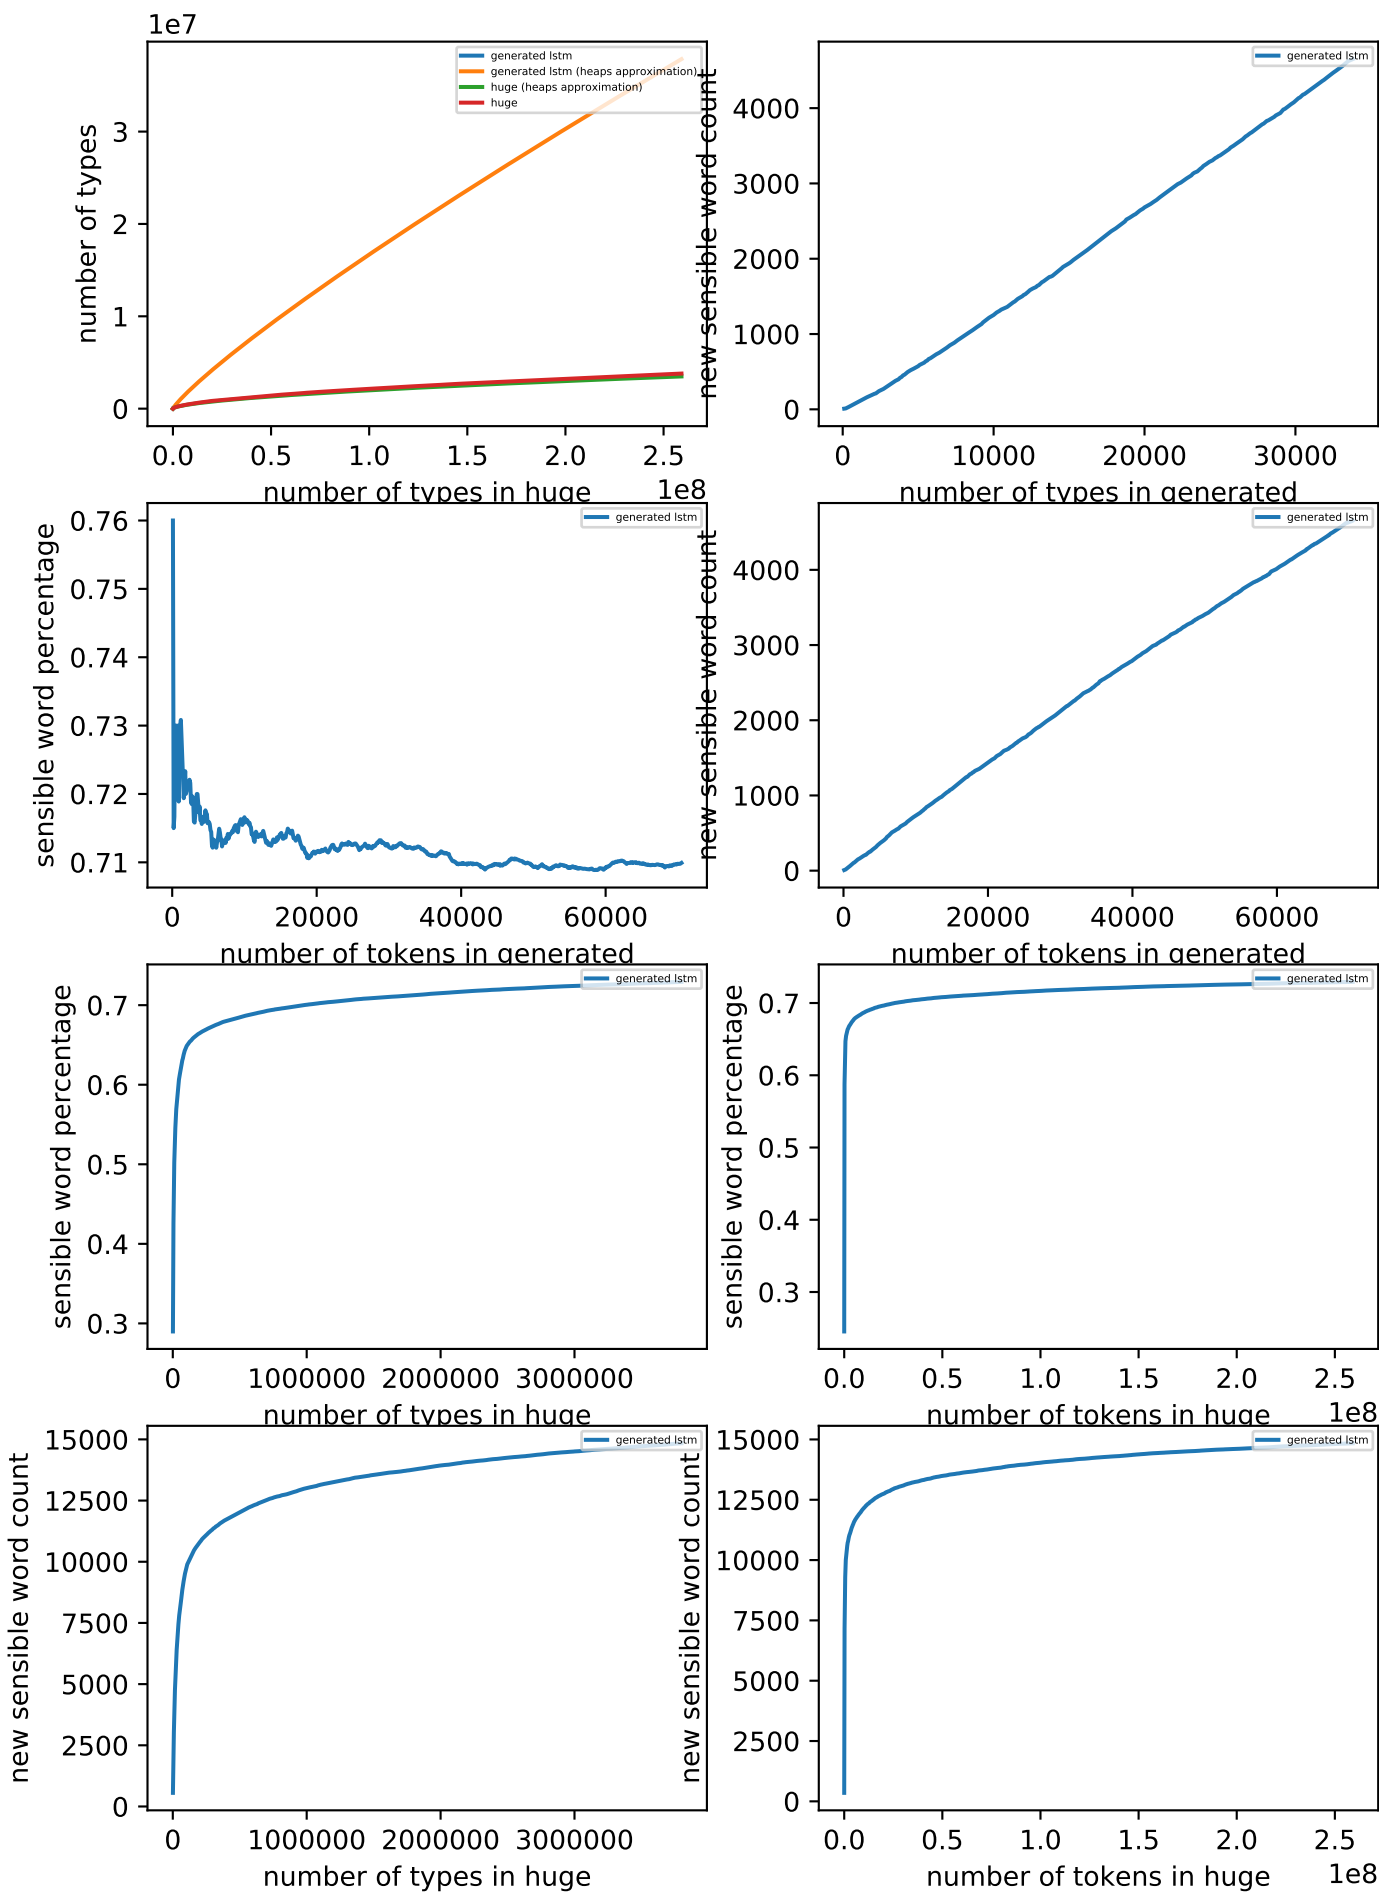 1e7
number of types
3
2
1
0
generated lstm
generated lstm (heaps approximation)
huge (heaps approximation)
huge
0.0 0.5 1.0 1.5 2.0 2.5
1e8
number of types in huge
new sensible word count
4000
3000
2000
1000
0
generated lstm
0 10000 20000 30000
number of types in generated
sensible word percentage
0.76
0.75
0.74
0.73
0.72
0.71
generated lstm
0 20000 40000 60000
number of tokens in generated
new sensible word count
4000
3000
2000
1000
0
generated lstm
0 20000 40000 60000
number of tokens in generated
sensible word percentage
0.7
0.6
0.5
0.4
0.3
generated lstm
0 1000000 2000000 3000000
number of types in huge
sensible word percentage
0.7
0.6
0.5
0.4
0.3
generated lstm
0.0 0.5 1.0 1.5 2.0 2.5
1e8
number of tokens in huge
new sensible word count
15000
12500
10000
7500
5000
2500
0
generated lstm
0 1000000 2000000 3000000
number of types in huge
new sensible word count
15000
12500
10000
7500
5000
2500
0
generated lstm
0.0 0.5 1.0 1.5 2.0 2.5
1e8
number of tokens in huge